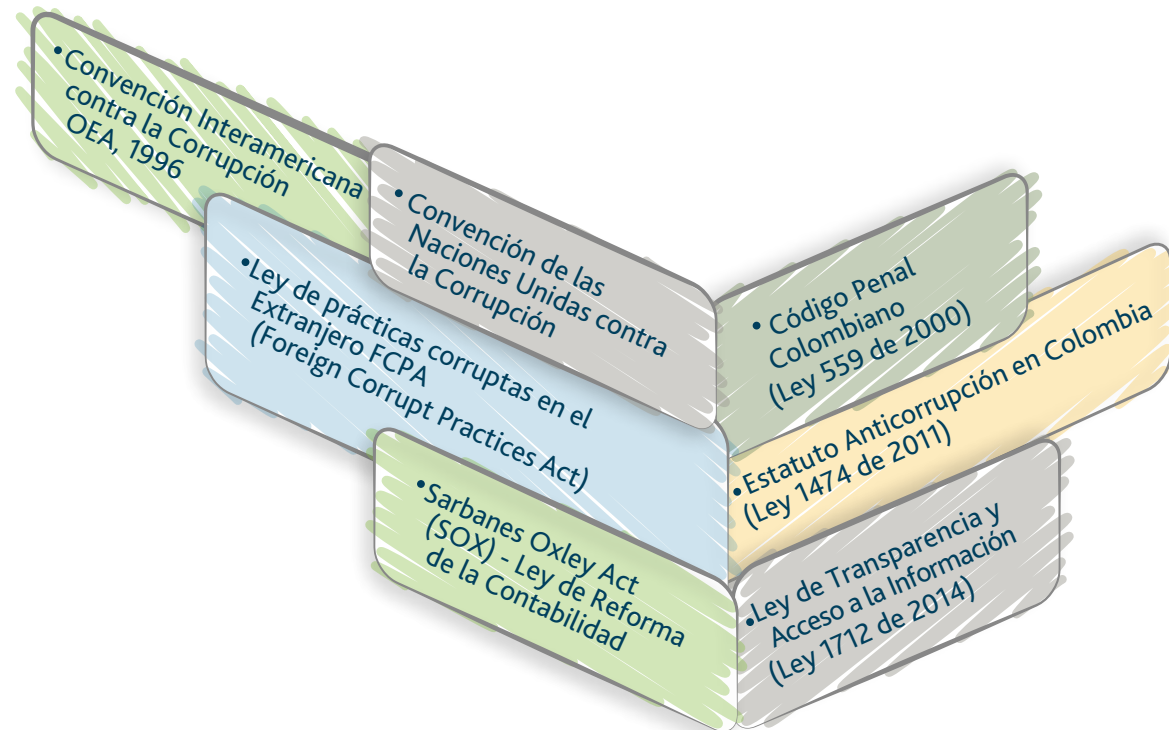 •Convención Interamericana
contra la Corrupción
OEA, 1996
• Convención de las
Naciones Unidas contra
la Corrupción
•Ley de prácticas corruptas en el
Extranjero FCPA
(Foreign Corrupt Practices Act)
•Sarbanes Oxley Act
(SOX) - Ley de Reforma
de la Contabilidad
• Código Penal
Colombiano
(Ley 559 de 2000)
•Estatuto Anticorrupción en Colombia
(Ley 1474 de 2011)
•Ley de Transparencia y
Acceso a la Información
(Ley 1712 de 2014)